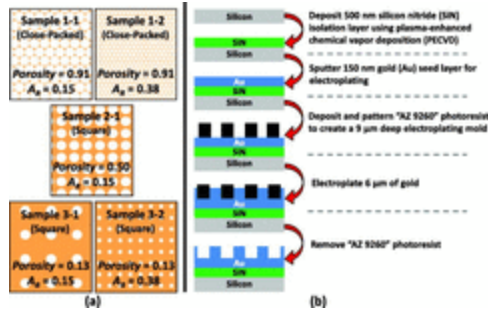 Sample 1-1
(Close-Packed)
Porosity = 0.91
AR = 0.15
Sample 1-2
(Close-Packed)
Porosity = 0.91
AR = 0.38
Sample 2-1
(Square)
Porosity = 0.50
AR = 0.15
Sample 3-1
(Square)
Porosity = 0.13
AR = 0.15
Sample 3-2
(Square)
Porosity = 0.13
AR = 0.38
(a)
Silicon
Deposit 500 nm silicon nitride (SiN)
isolation layer using plasma-enhanced
chemical vapor deposition (PECVD)
SiN
Silicon
Sputter 150 nm gold (Au) seed layer for
electroplating
Au
SiN
Silicon
Deposit and pattern "AZ 9260" photoresist
to create a 9 μm deep electroplating mold
Au
SiN
Silicon
Electroplate 6 μm of gold
Au
SiN
Silicon
Remove "AZ 9260" photoresist
Au
SiN
Silicon
(b)